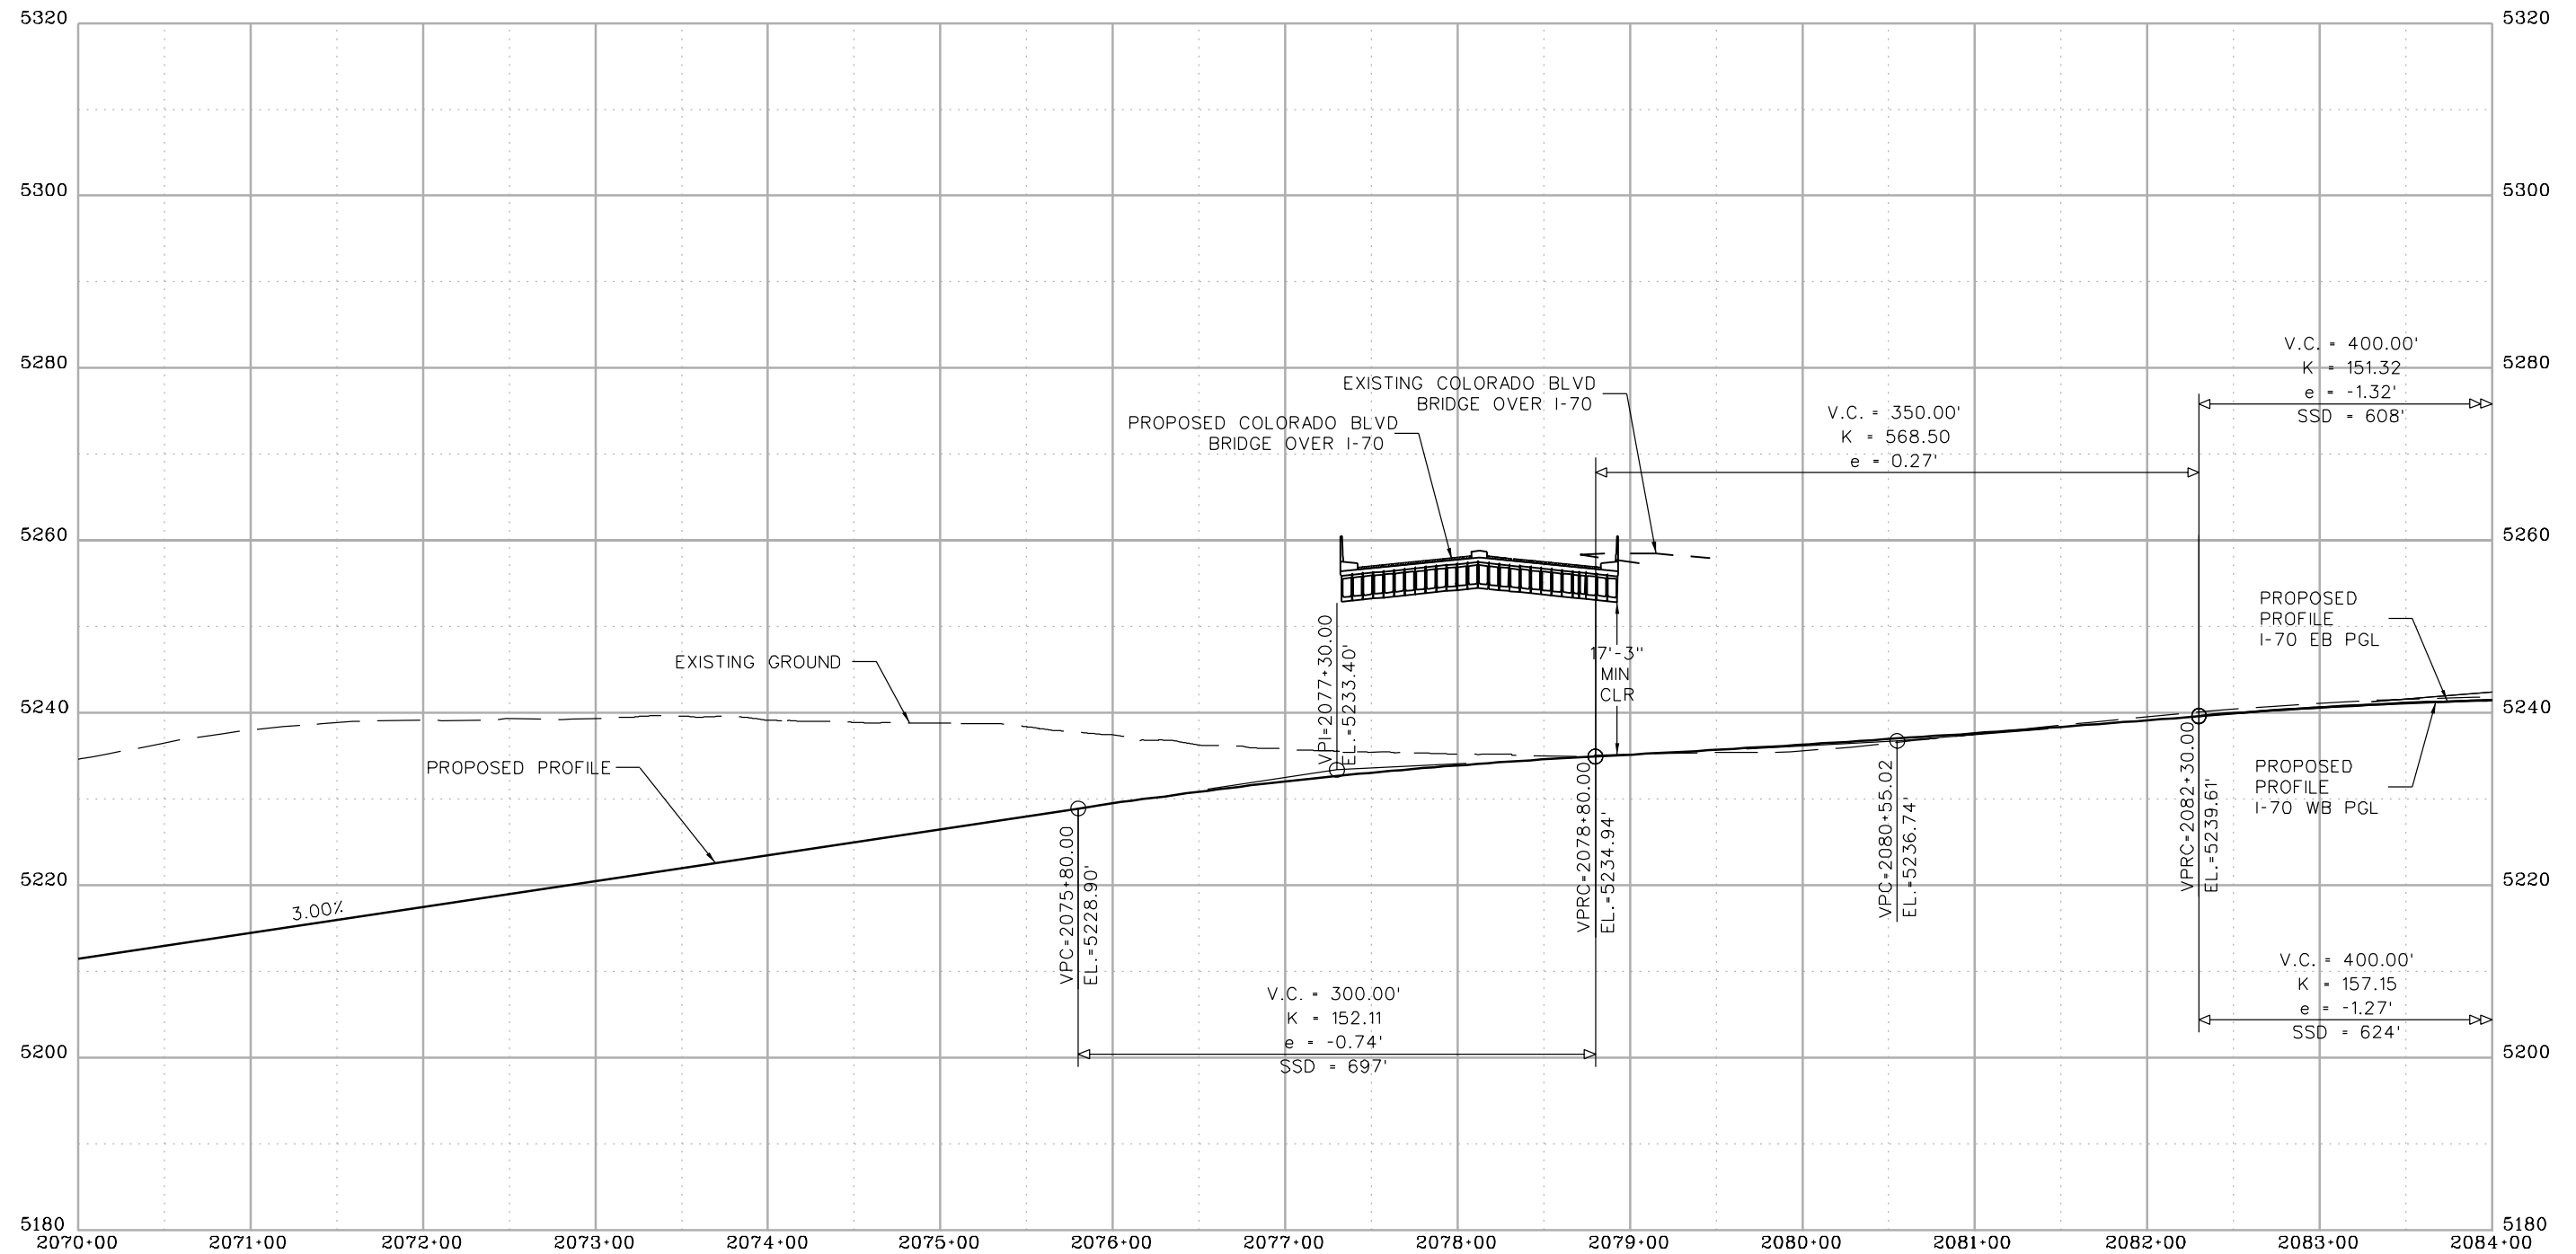 5320
5320
5300
5300
5280
5280
V.C. = 400.00'
K = 151.32
e = -1.32'
SSD = 608'
EXISTING COLORADO BLVD
BRIDGE OVER I-70
V.C. = 350.00'
K = 568.50
e = 0.27'
PROPOSED COLORADO BLVD
BRIDGE OVER I-70
5260
5260
PROPOSED
PROFILE
I-70 EB PGL
17'-3"
MIN
CLR
EXISTING GROUND
VPI=2077+30.00
EL.=5233.40'
5240
5240
PROPOSED PROFILE
PROPOSED
PROFILE
I-70 WB PGL
VPC=2075+80.00
EL.=5228.90'
VPRC=2078+80.00
EL.=5234.94'
VPC=2080+55.02
EL.=5236.74'
VPRC=2082+30.00
EL.=5239.61'
5220
5220
3.00%
V.C. = 300.00'
K = 152.11
e = -0.74'
SSD = 697'
V.C. = 400.00'
K = 157.15
e = -1.27'
SSD = 624'
5200
5200
5180
5180
2070+00 2071+00 2072+00 2073+00 2074+00 2075+00 2076+00 2077+00 2078+00 2079+00 2080+00 2081+00 2082+00 2083+00 2084+00